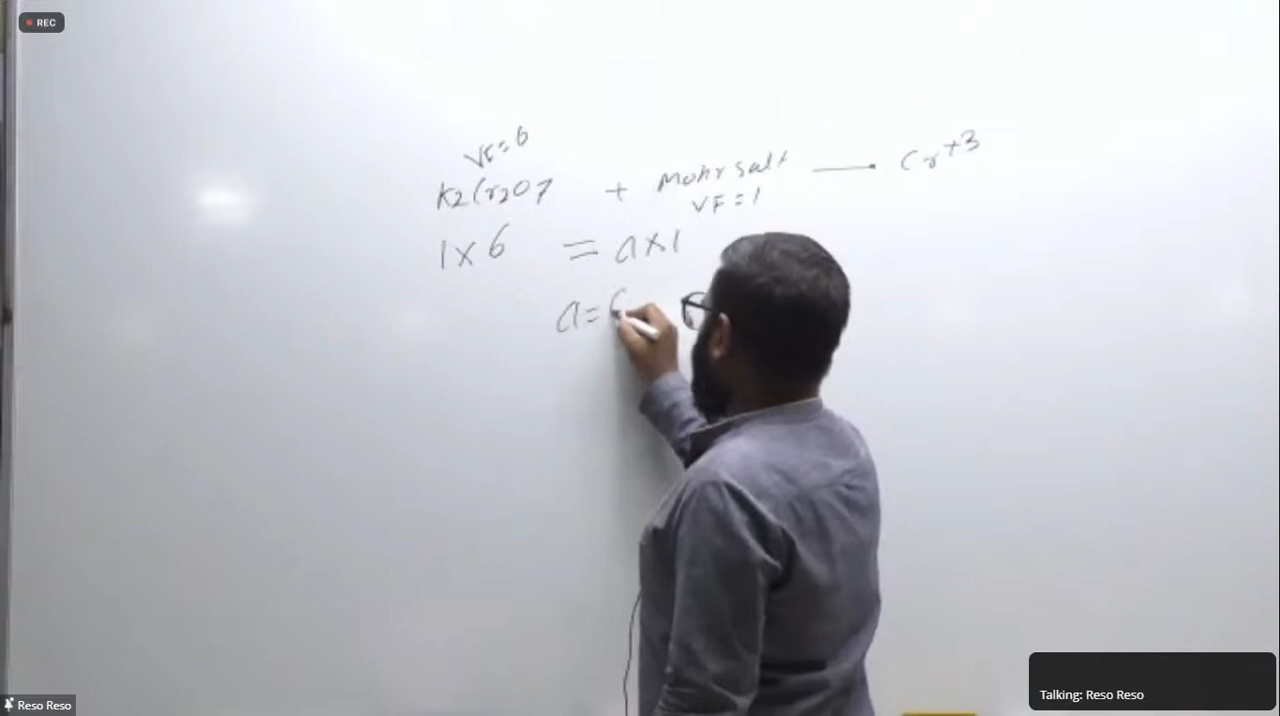 REC
VF=6
K2Cr2O7 + Mohr salt ⟶ Cr+3
VF=1
1×6 = a×1
a=6
Talking: Reso Reso
Reso Reso